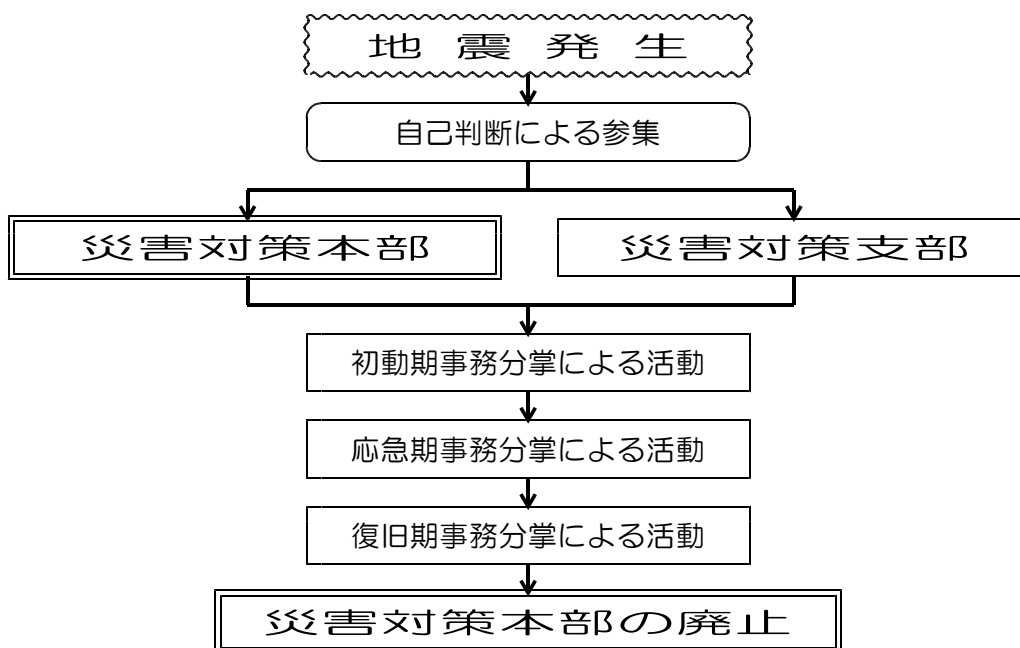 地震発生
自己判断による参集
災害対策本部
災害対策支部
初動期事務分掌による活動
応急期事務分掌による活動
復旧期事務分掌による活動
災害対策本部の廃止